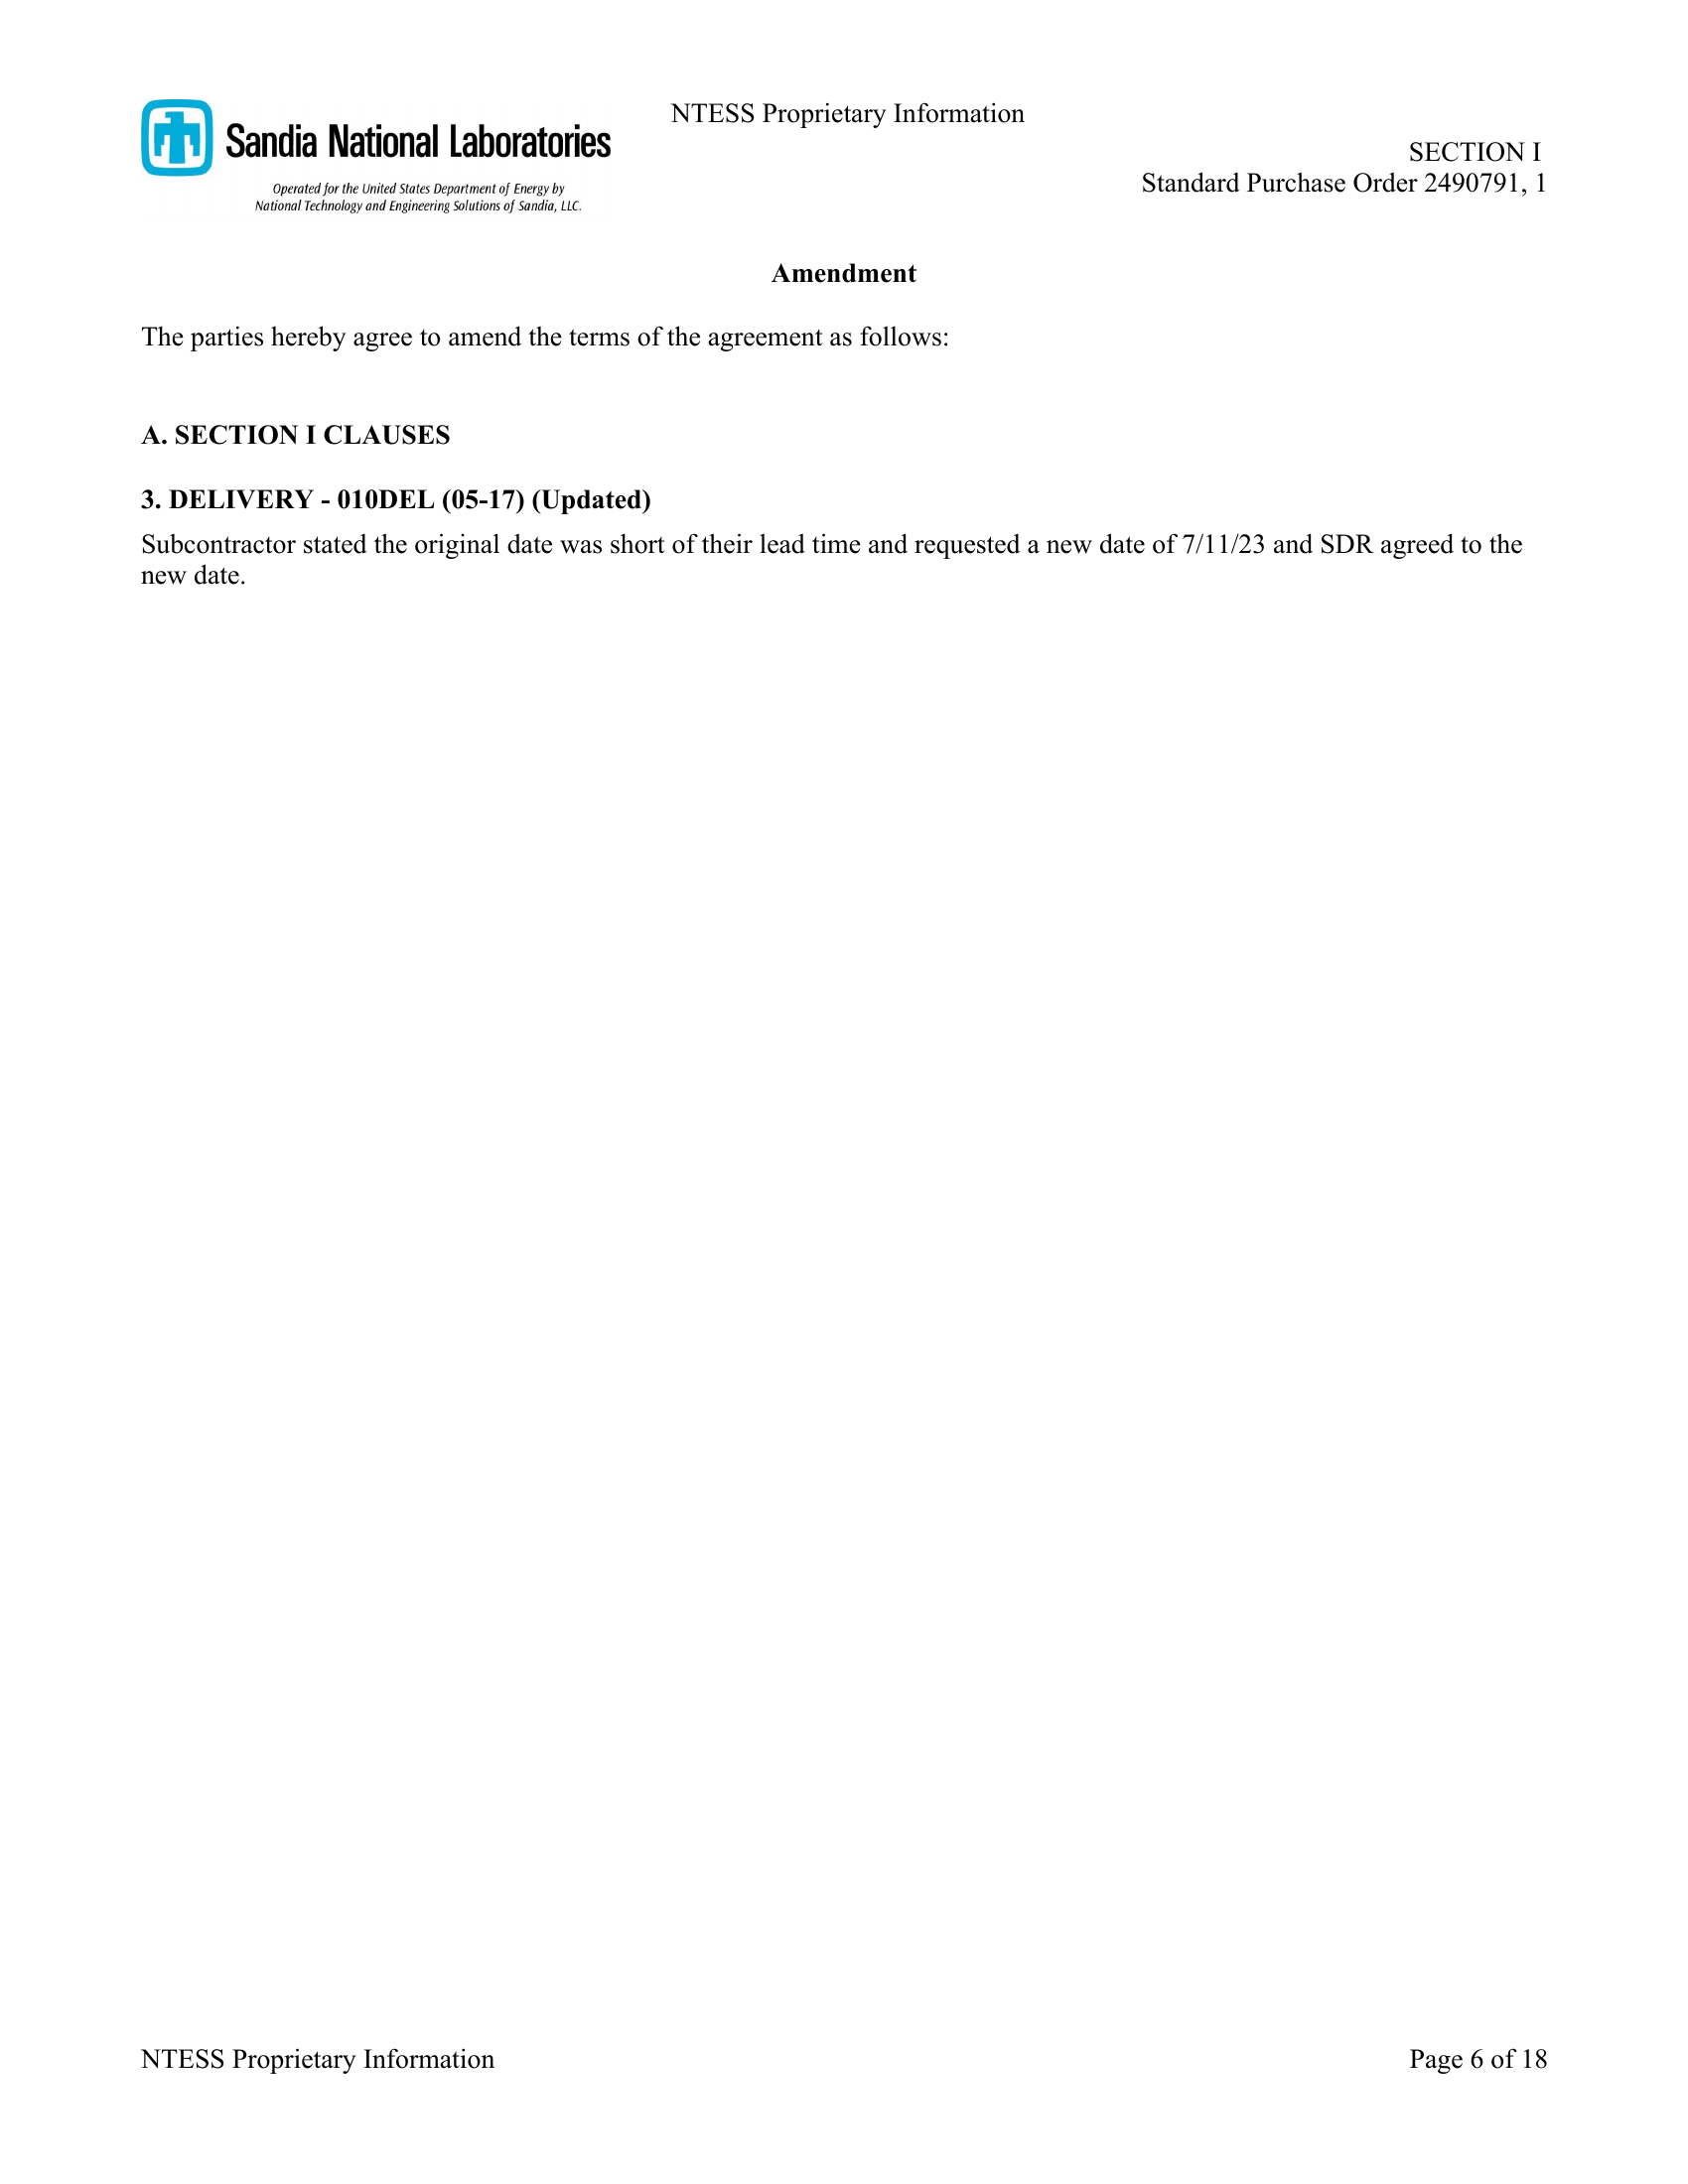 NTESS Proprietary Information
Sandia National Laboratories
Operated for the United States Department of Energy by
National Technology and Engineering Solutions of Sandia, LLC.
SECTION I
Standard Purchase Order 2490791, 1
Amendment
The parties hereby agree to amend the terms of the agreement as follows:
A. SECTION I CLAUSES
3. DELIVERY - 010DEL (05-17) (Updated)
Subcontractor stated the original date was short of their lead time and requested a new date of 7/11/23 and SDR agreed to the
new date.
NTESS Proprietary Information
Page 6 of 18